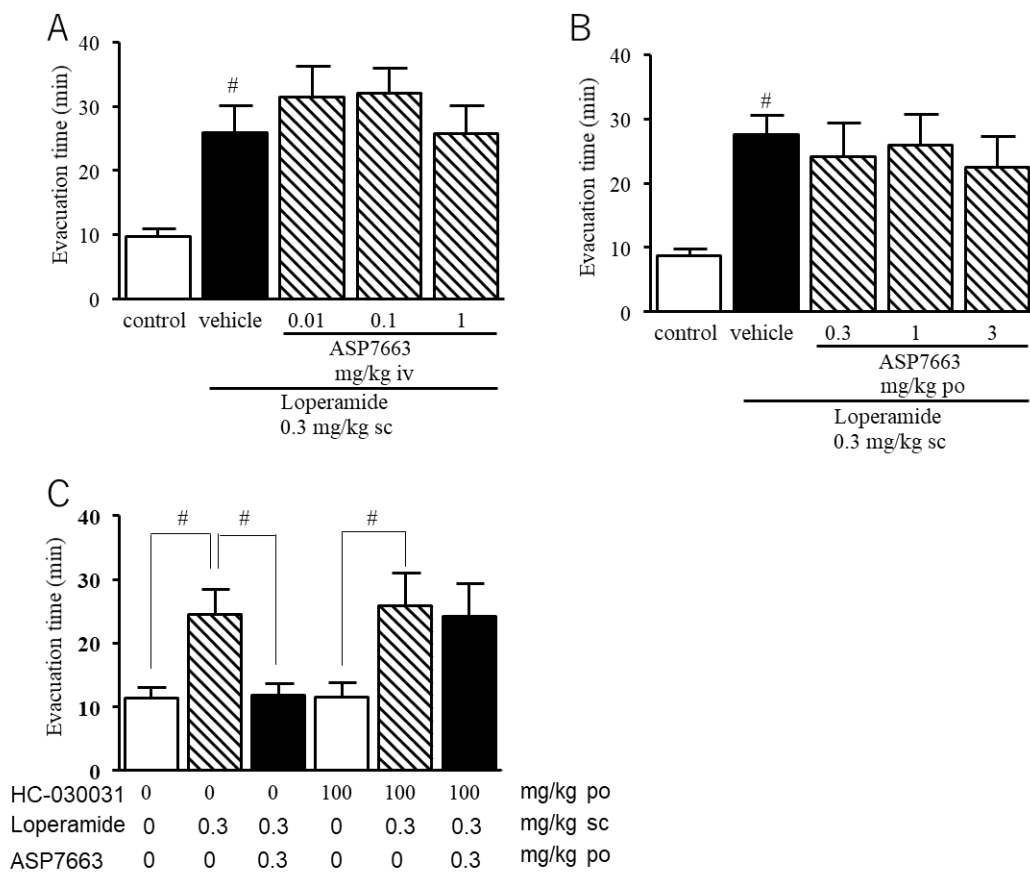 A
Evacuation time (min)
40
30
20
10
0
#
control vehicle 0.01 0.1 1
ASP7663
mg/kg iv
Loperamide
0.3 mg/kg sc
B
Evacuation time (min)
40
30
20
10
0
#
control vehicle 0.3 1 3
ASP7663
mg/kg po
Loperamide
0.3 mg/kg sc
C
Evacuation time (min)
40
30
20
10
0
# # #
HC-030031 0 0 0 100 100 100 mg/kg po
Loperamide 0 0.3 0.3 0 0.3 0.3 mg/kg sc
ASP7663 0 0 0.3 0 0 0.3 mg/kg po